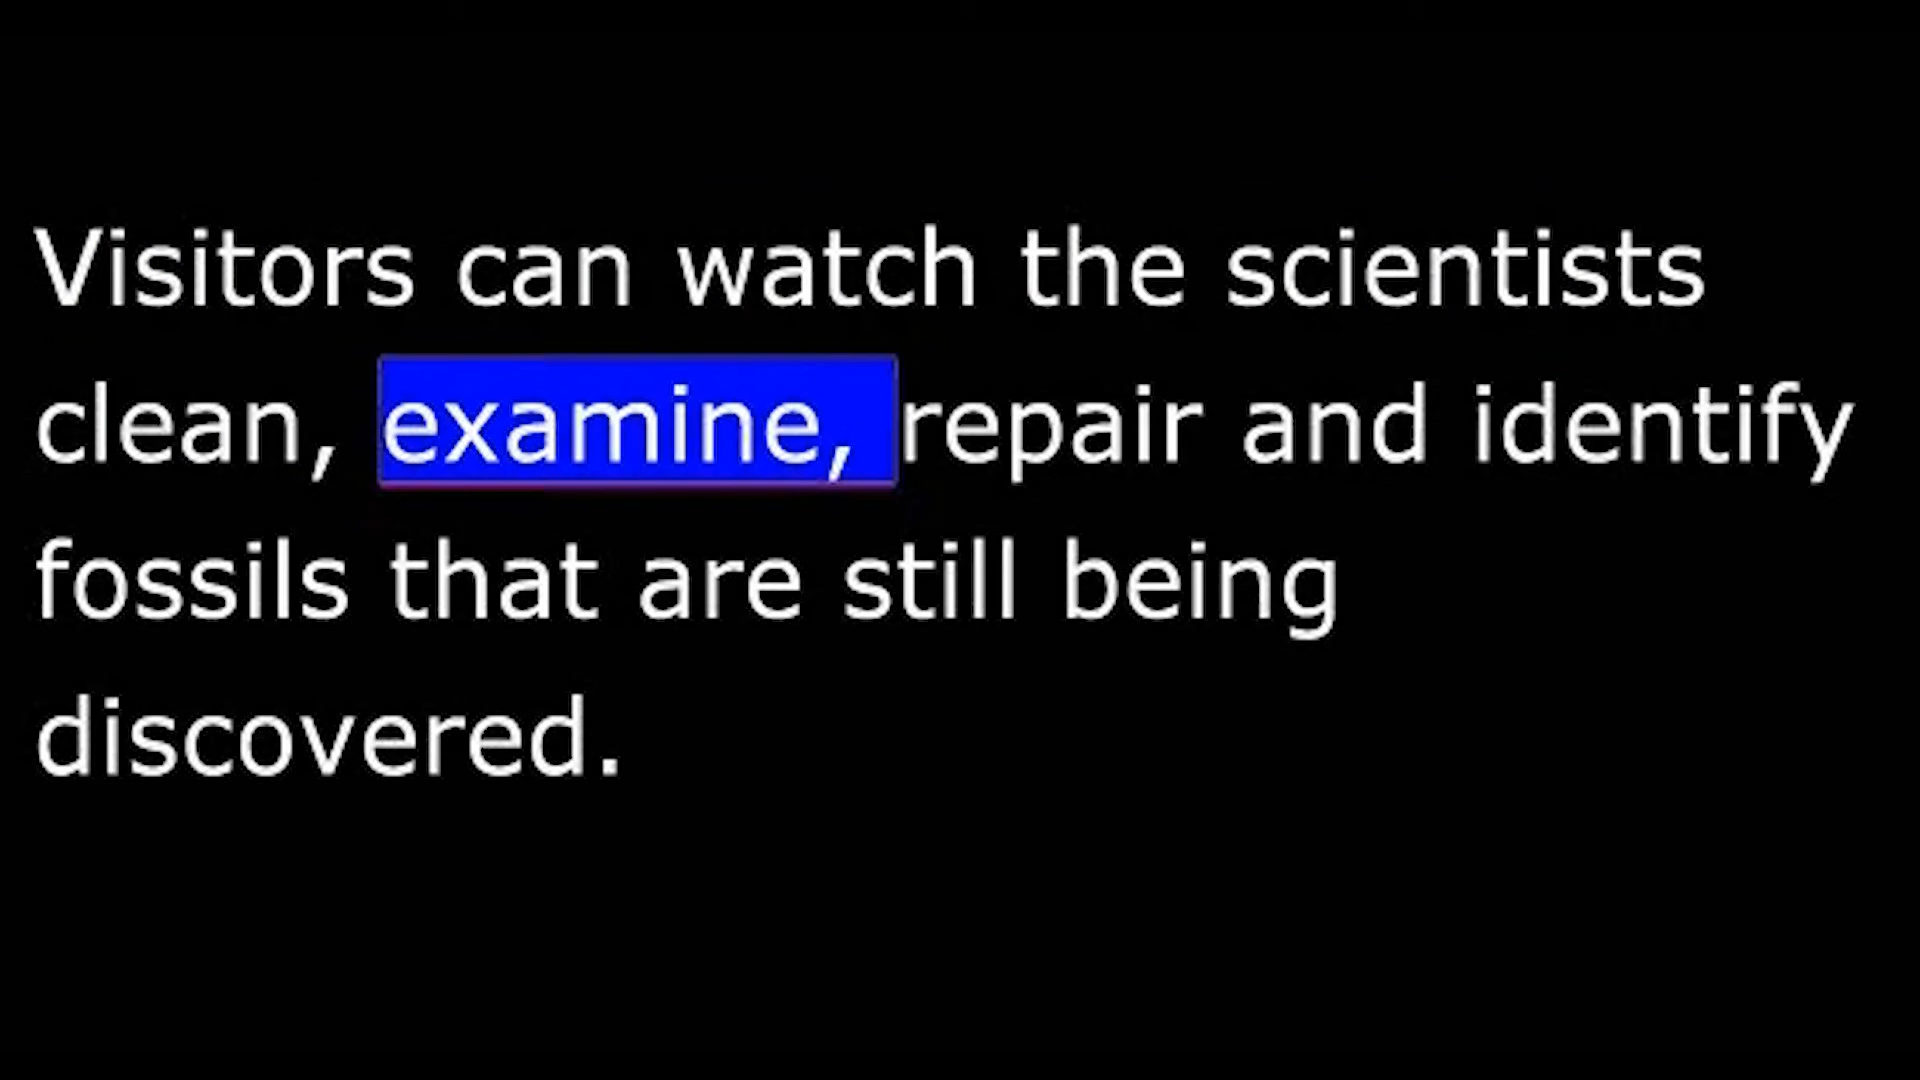 Visitors can watch the scientists
clean, examine, repair and identify
fossils that are still being
discovered.